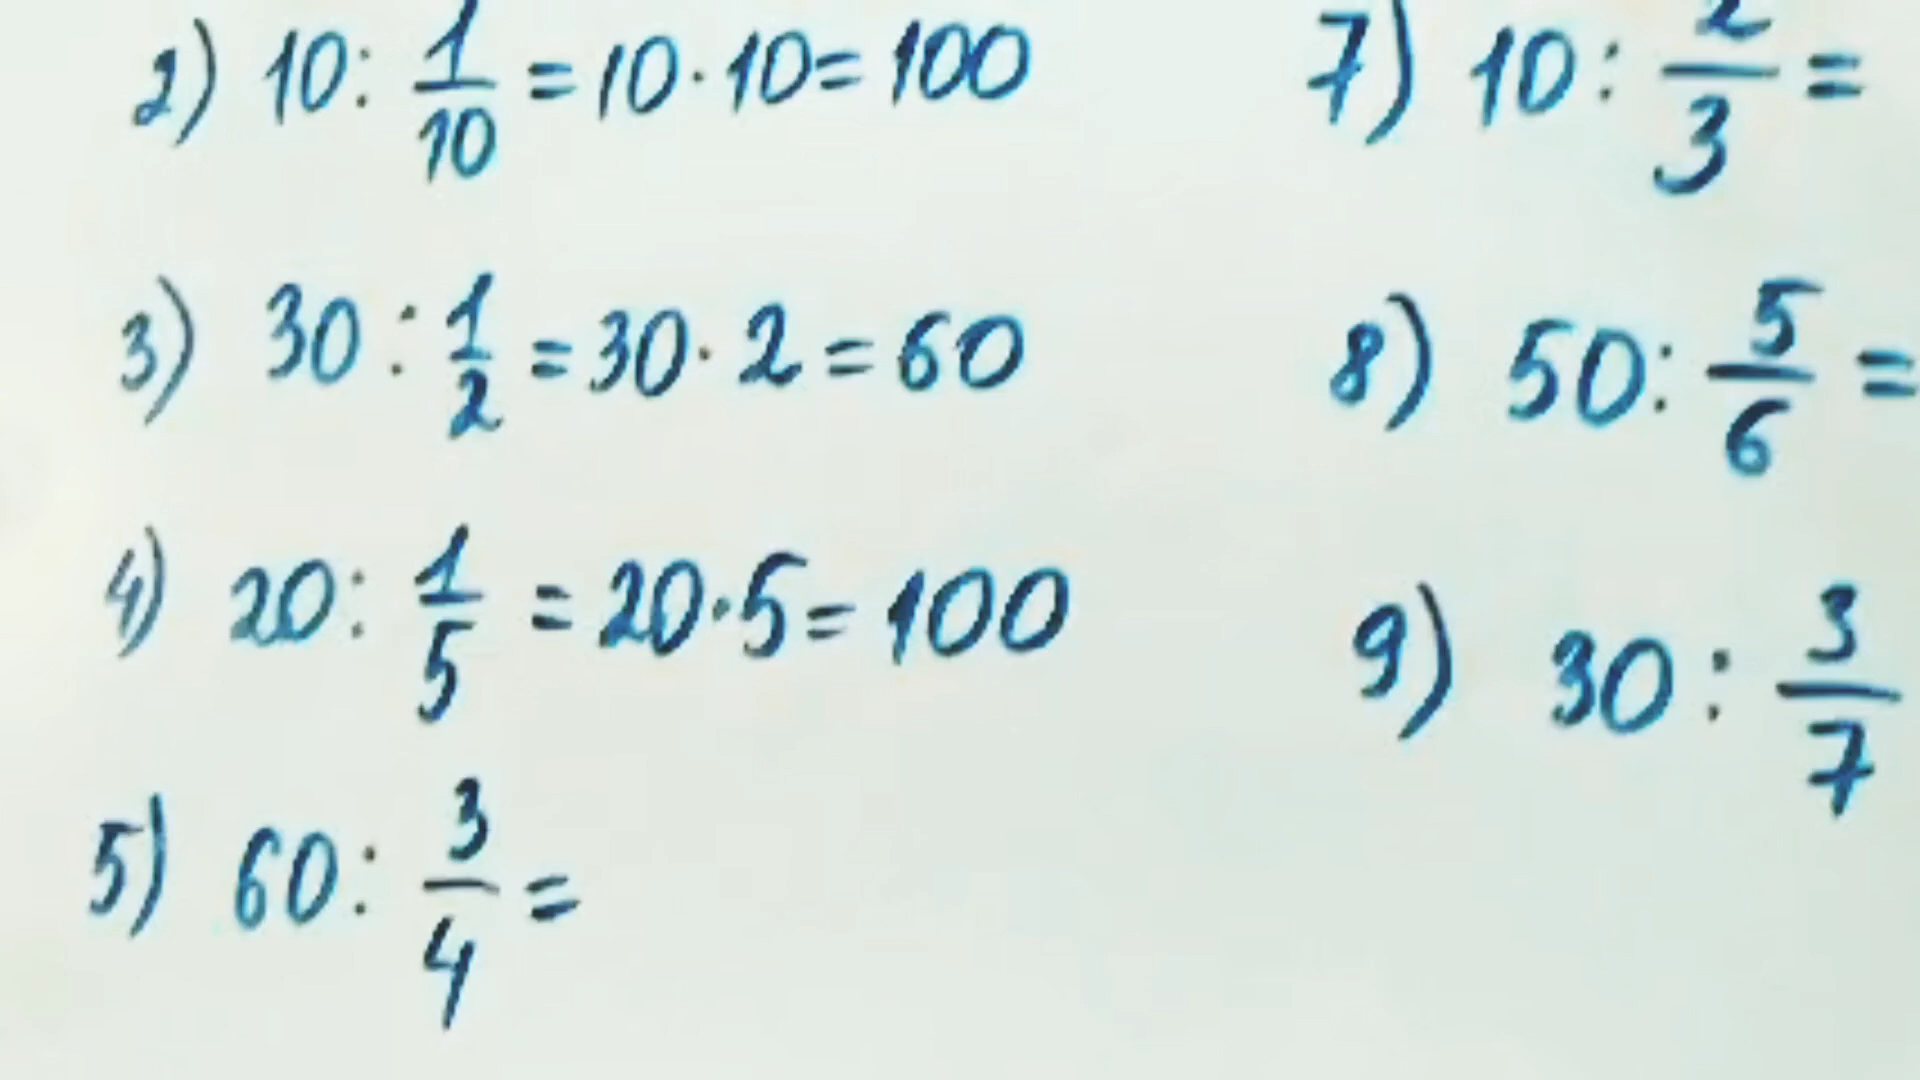 2) 10 : 1/10 = 10 · 10 = 100
3) 30 : 1/2 = 30 · 2 = 60
4) 20 : 1/5 = 20 · 5 = 100
5) 60 : 3/4 =
7) 10 : 2/3 =
8) 50 : 5/6 =
9) 30 : 3/7